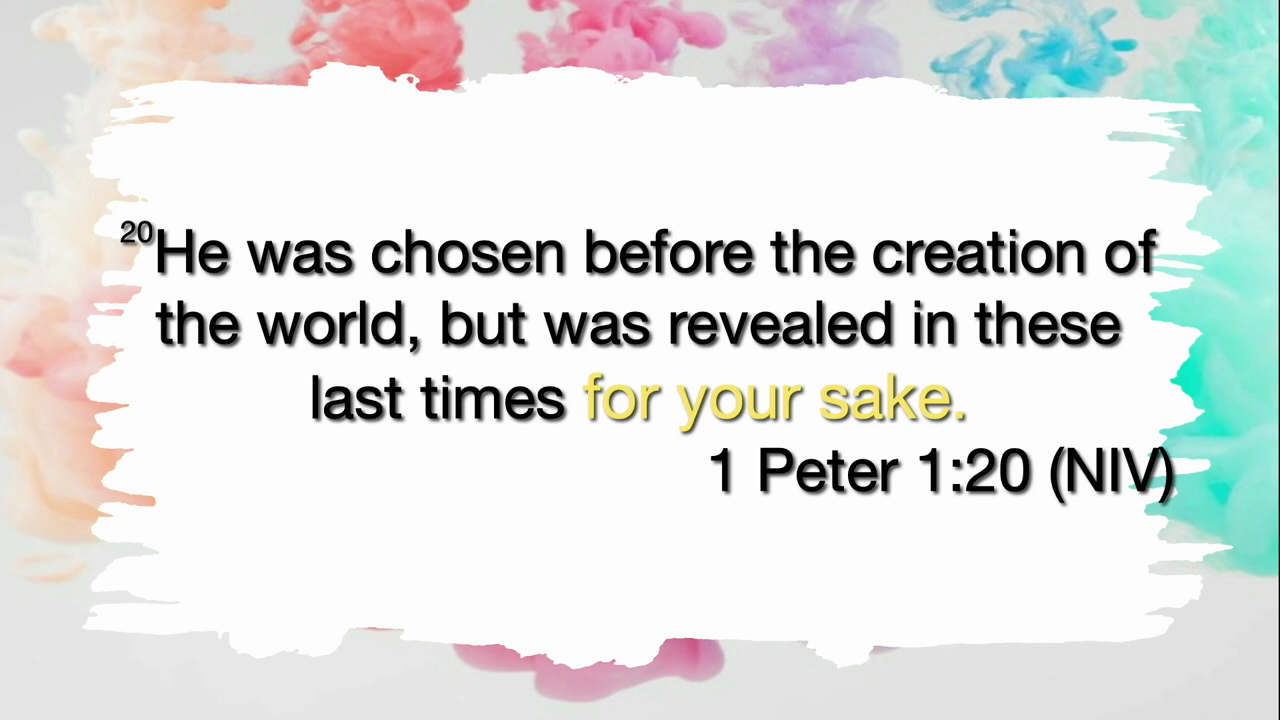 20He was chosen before the creation of
the world, but was revealed in these
last times for your sake.
1 Peter 1:20 (NIV)